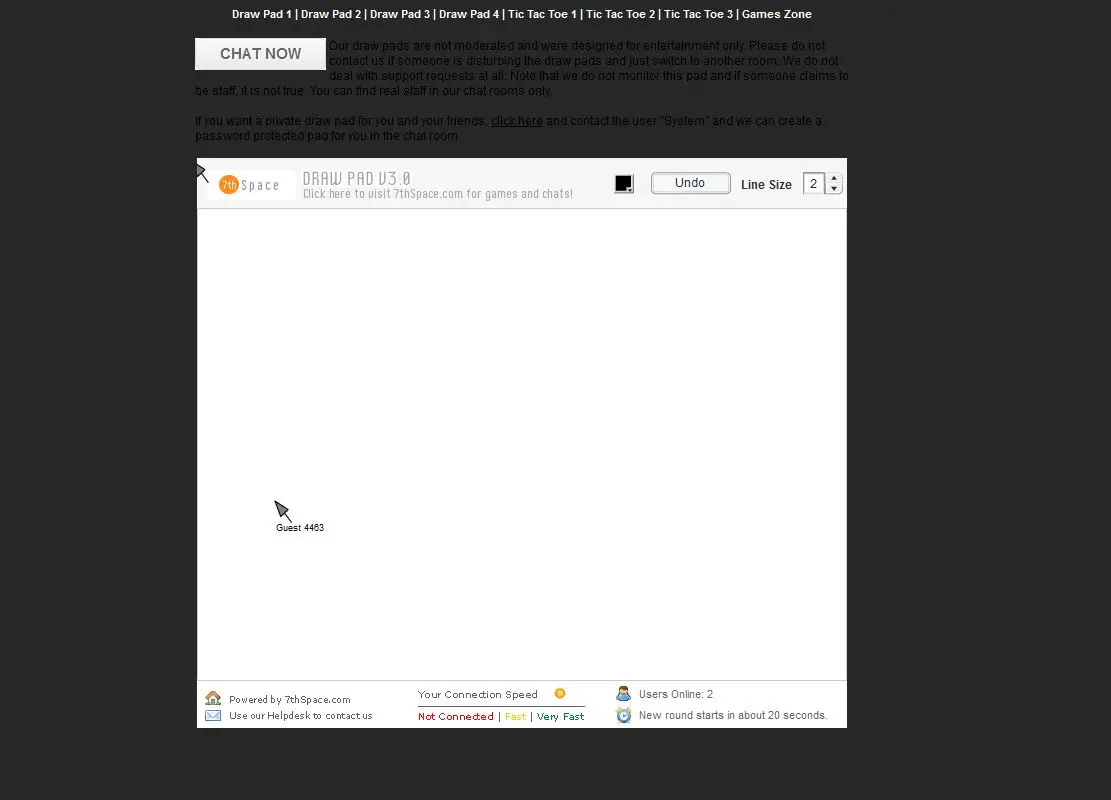 Draw Pad 1 | Draw Pad 2 | Draw Pad 3 | Draw Pad 4 | Tic Tac Toe 1 | Tic Tac Toe 2 | Tic Tac Toe 3 | Games Zone
CHAT NOW
Our draw pads are not moderated and were designed for entertainment only. Please do not
contact us if someone is disturbing the draw pads and just switch to another room. We do not
deal with support requests at all. Note that we do not monitor this pad and if someone claims to
be staff, it is not true. You can find real staff in our chat rooms only.
If you want a private draw pad for you and your friends, click here and contact the user "System" and we can create a
password protected pad for you in the chat room.
7th Space
DRAW PAD V3.0
Click here to visit 7thSpace.com for games and chats!
Undo
Line Size
2
Guest 4463
Powered by 7thSpace.com
Use our Helpdesk to contact us
Your Connection Speed
Not Connected | Fast | Very Fast
Users Online: 2
New round starts in about 20 seconds.